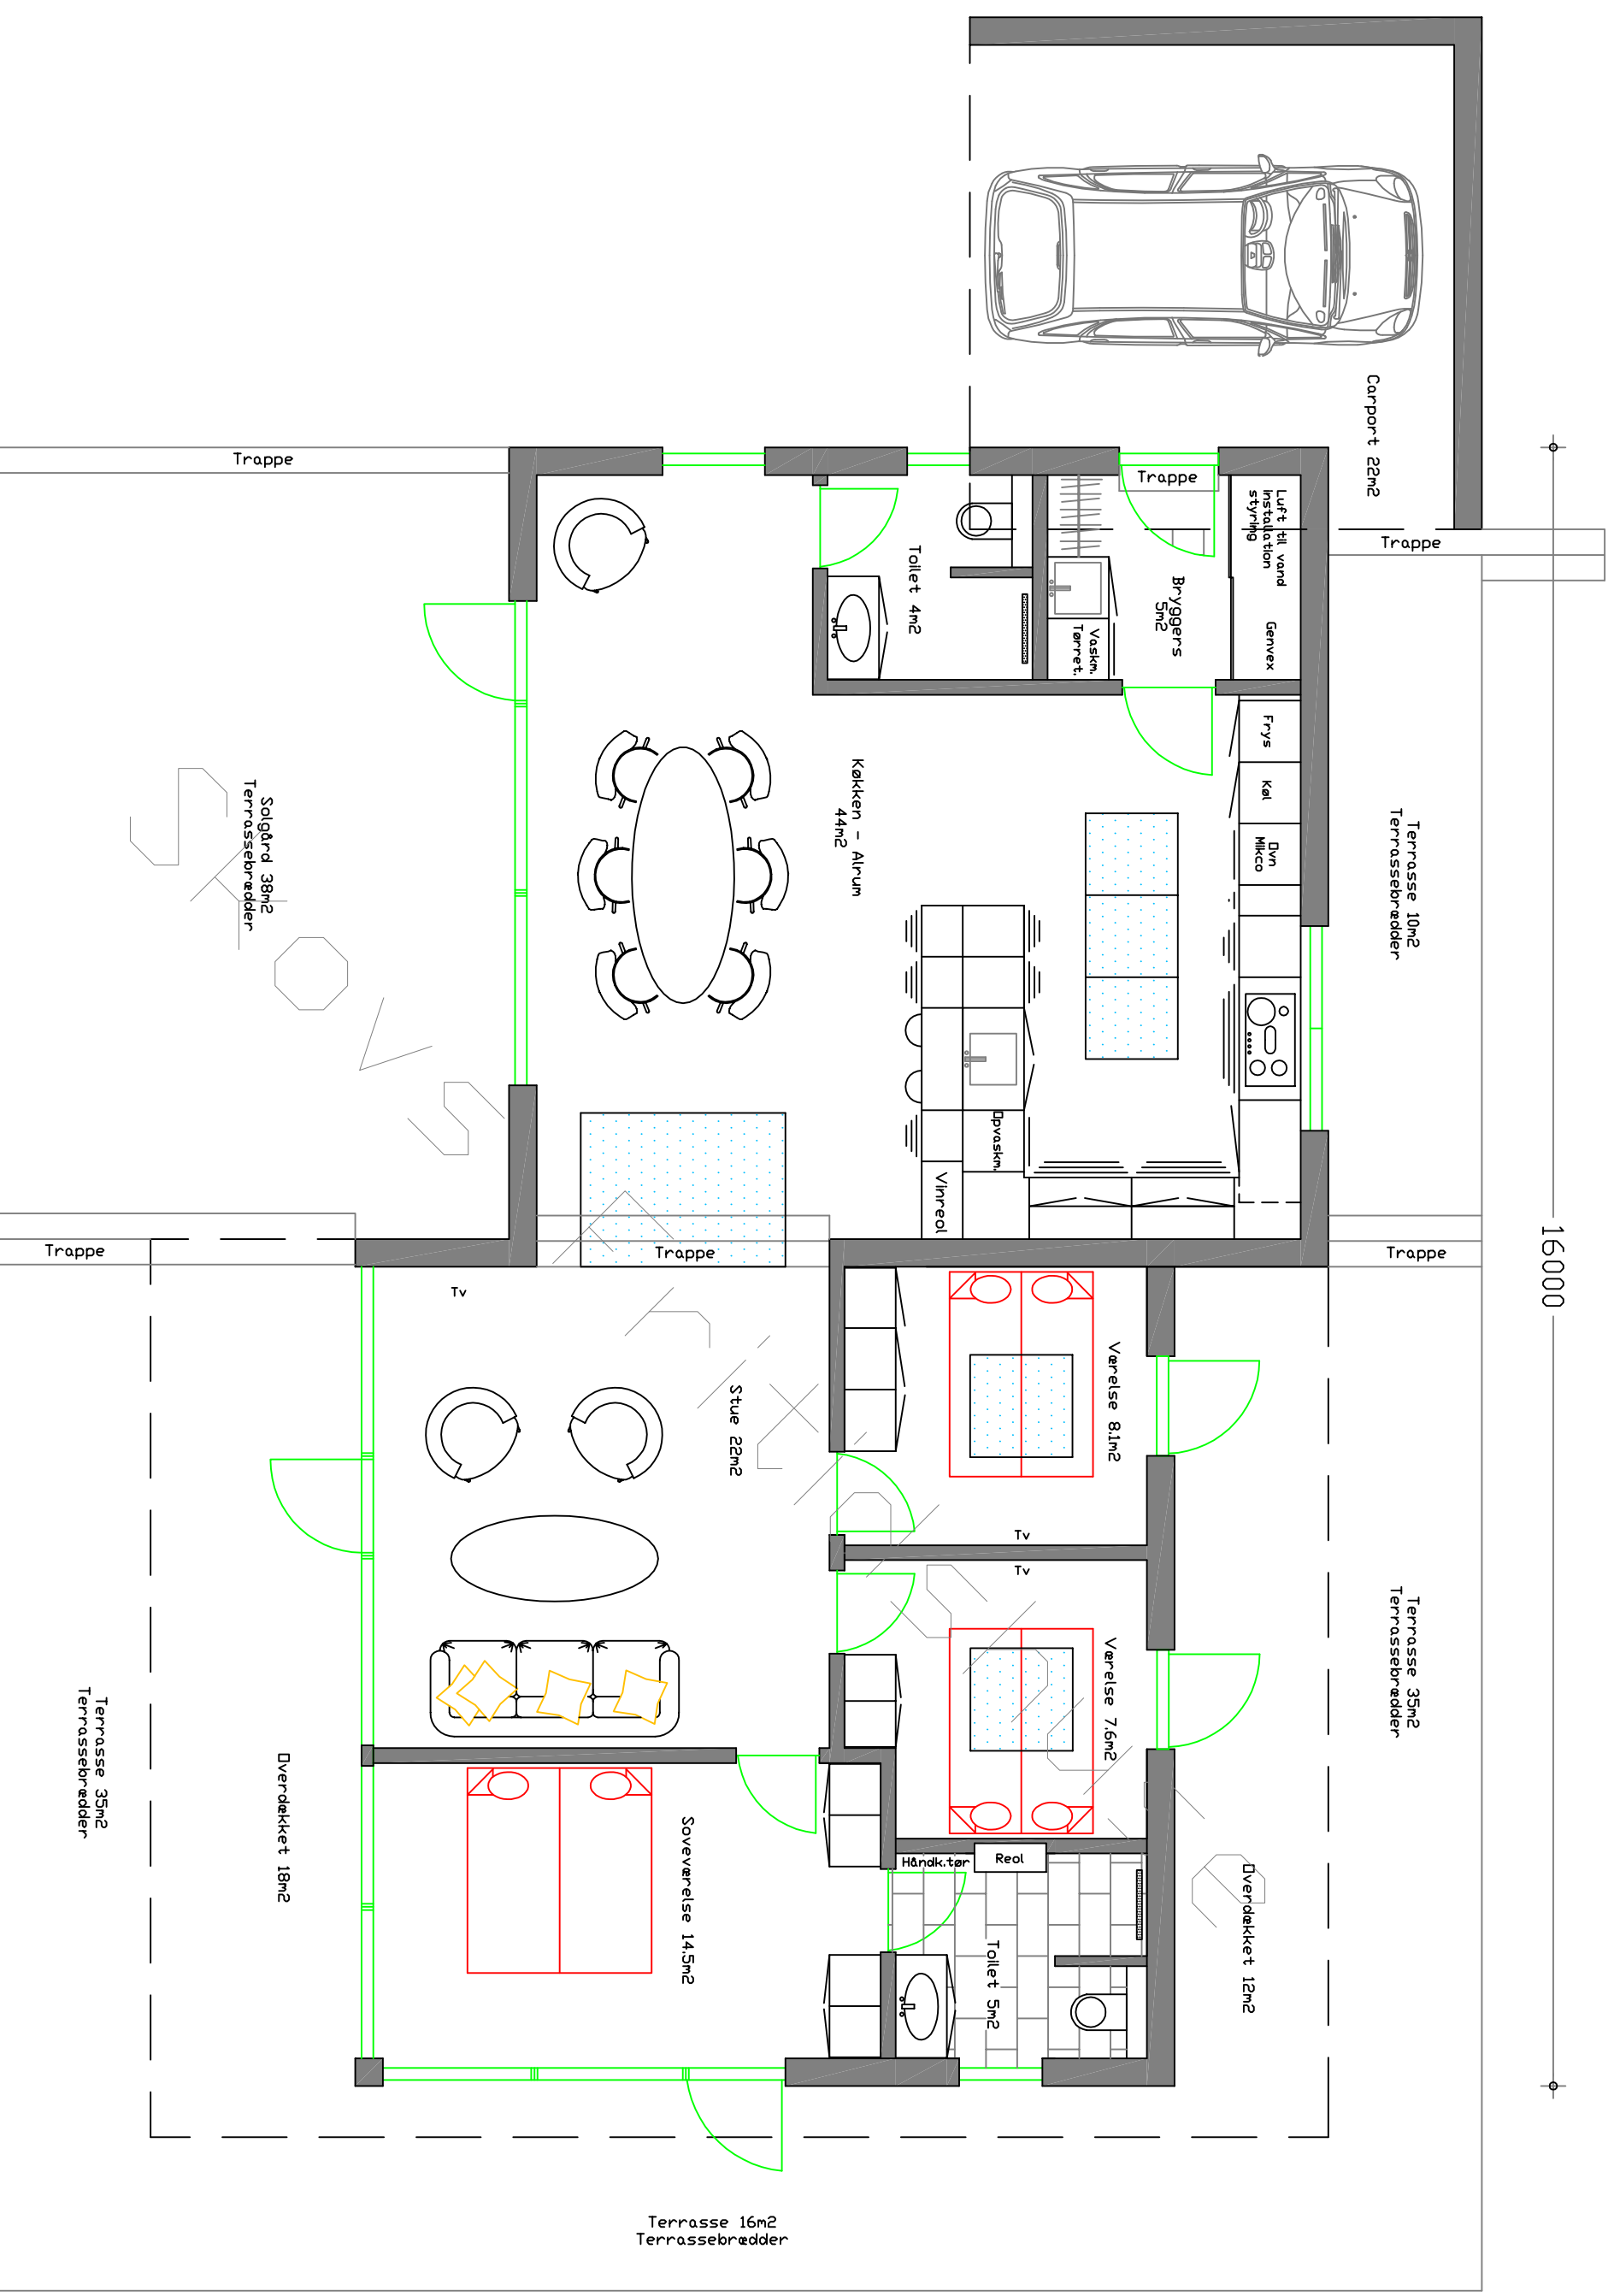 Carport 22m2
Trappe
Trappe
Trappe
Luft til vand
installation
styring
Genvex
Bryggers
5m2
Vaskm.
Tørret.
Toilet 4m2
Frys
Køl
Ovn
Mikco
Køkken - Alrum
44m2
Terrasse 10m2
Terrassebrædder
Solgård 38m2
Terrassebrædder
Opvaskm.
Vinreol
16000
Trappe
Trappe
Trappe
Tv
Stue 22m2
Værelse 8.1m2
Tv
Tv
Værelse 7.6m2
Terrasse 35m2
Terrassebrædder
Terrasse 35m2
Terrassebrædder
Overdækket 18m2
Soveværelse 14.5m2
Håndk.tør
Reol
Toilet 5m2
Overdækket 12m2
Terrasse 16m2
Terrassebrædder